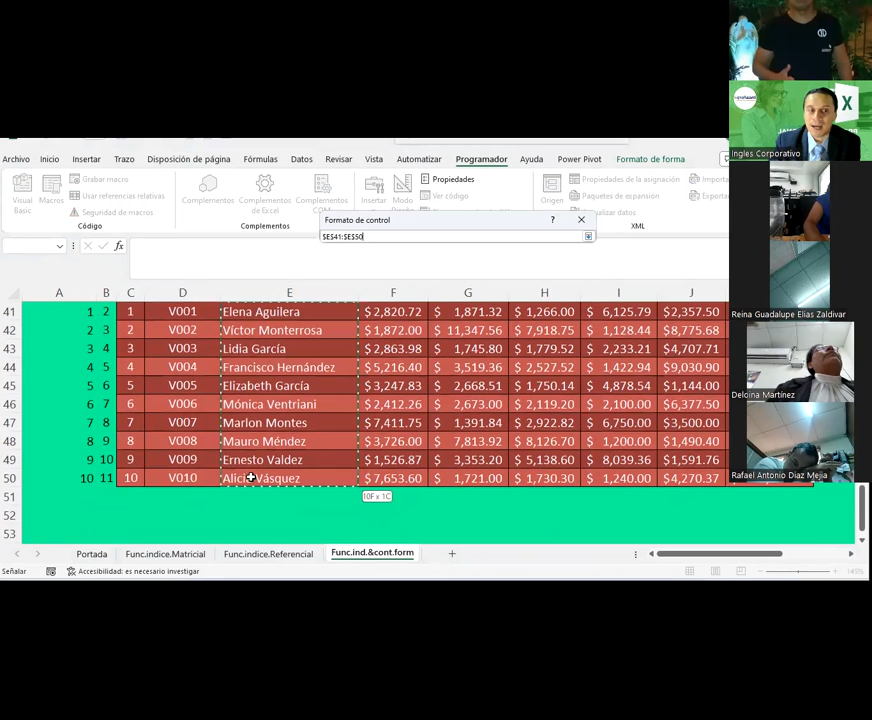 Ingles Corporativo
Reina Guadalupe Elias Zaldivar
Deloina Martínez
Rafael Antonio Diaz Mejia
Archivo Inicio Insertar Trazo Disposición de página Fórmulas Datos Revisar Vista Automatizar Programador Ayuda Power Pivot Formato de forma
Visual Basic
Macros
Grabar macro
Usar referencias relativas
Seguridad de macros
Código
Complementos
Complementos de Excel
Complementos COM
Complementos
Insertar
Modo
Propiedades
Ver código
Origen
Propiedades de la asignación
Paquetes de expansión
XML
Formato de control ?
$E$41:$E$50
fx
A B C D E F G H I J
41 1 2 1 V001 Elena Aguilera $ 2,820.72 $ 1,871.32 $ 1,266.00 $ 6,125.79 $ 2,357.50
42 2 3 2 V002 Víctor Monterrosa $ 1,872.00 $ 11,347.56 $ 7,918.75 $ 1,128.44 $ 8,775.68
43 3 4 3 V003 Lidia García $ 2,863.98 $ 1,745.80 $ 1,779.52 $ 2,233.21 $ 4,707.71
44 4 5 4 V004 Francisco Hernández $ 5,216.40 $ 3,519.36 $ 2,527.52 $ 1,422.94 $ 9,030.90
45 5 6 5 V005 Elizabeth García $ 3,247.83 $ 2,668.51 $ 1,750.14 $ 4,878.54 $ 1,144.00
46 6 7 6 V006 Mónica Ventriani $ 2,412.26 $ 2,673.00 $ 2,119.20 $ 2,100.00 $ 6,377.50
47 7 8 7 V007 Marlon Montes $ 7,411.75 $ 1,391.84 $ 2,922.82 $ 6,750.00 $ 3,500.00
48 8 9 8 V008 Mauro Méndez $ 3,726.00 $ 7,813.92 $ 8,126.70 $ 1,200.00 $ 1,490.40
49 9 10 9 V009 Ernesto Valdez $ 1,526.87 $ 3,353.20 $ 5,138.60 $ 8,039.36 $ 1,591.76
50 10 11 10 V010 Alicia Vásquez $ 7,653.60 $ 1,721.00 $ 1,730.30 $ 1,240.00 $ 4,270.37
51 10F x 1C
52
53
Portada Func.indice.Matricial Func.indice.Referencial Func.ind.&cont.form
Señalar Accesibilidad: es necesario investigar 145%